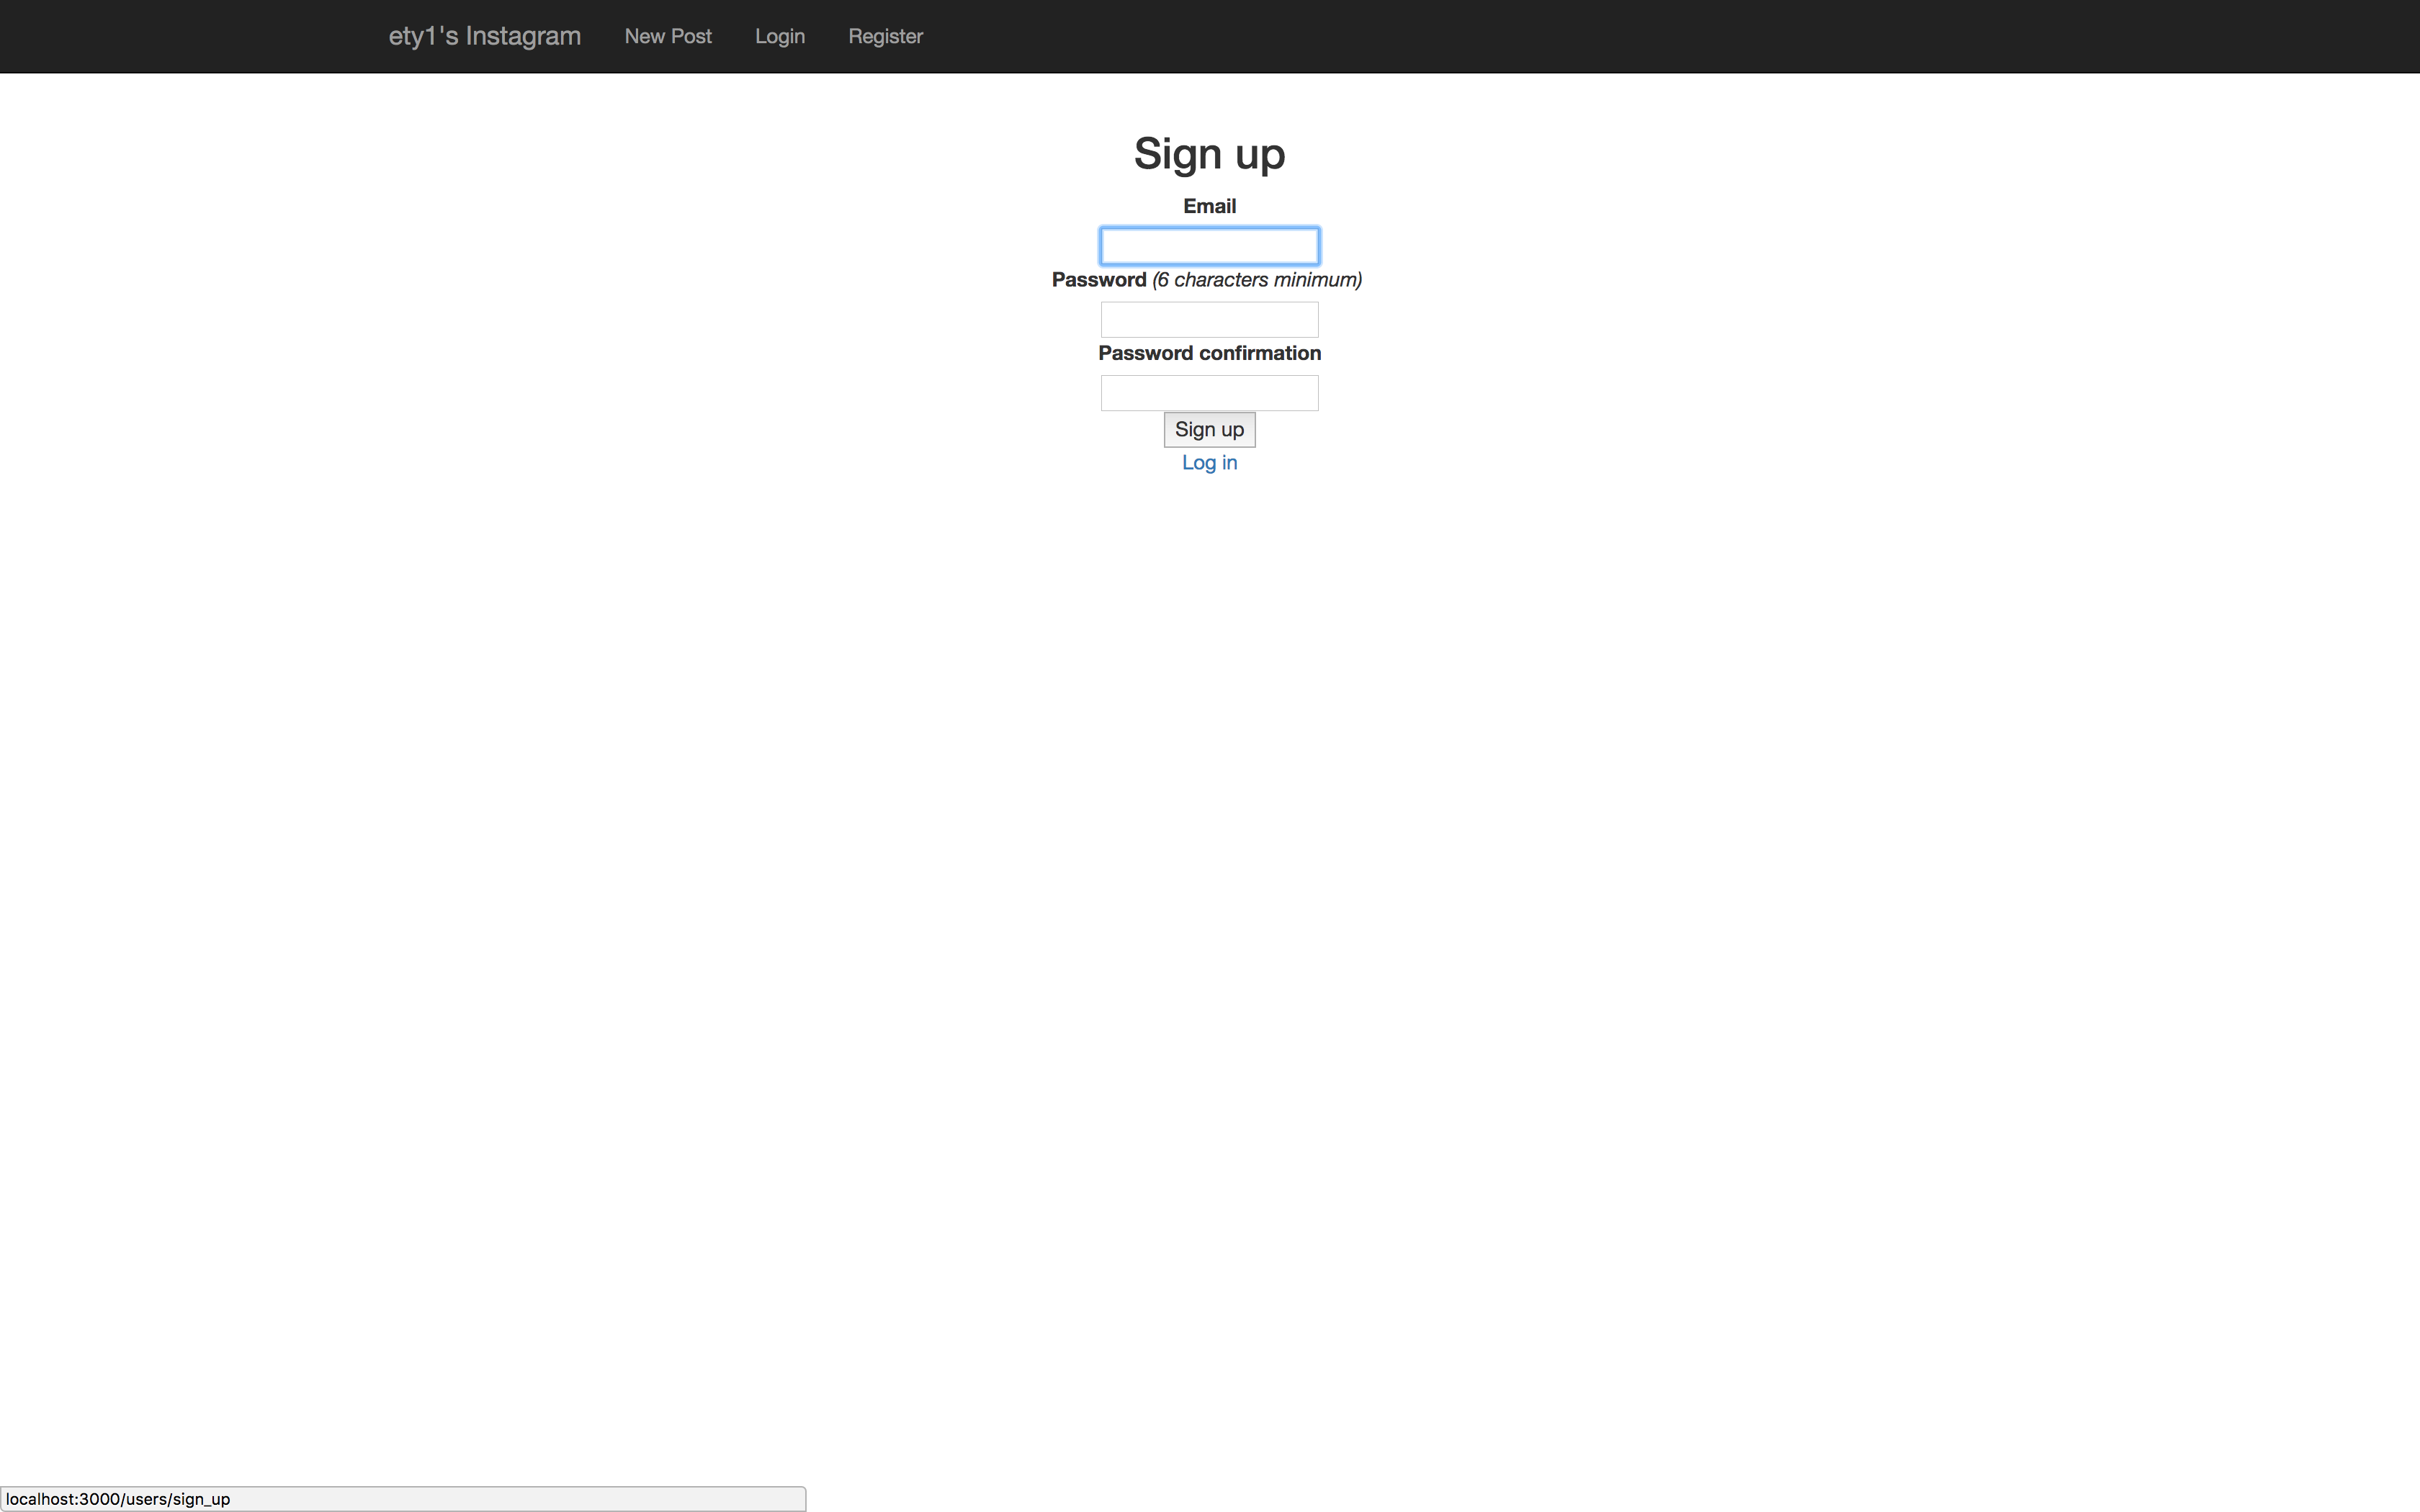 ety1's Instagram New Post Login Register
Sign up
Email
Password (6 characters minimum)
Password confirmation
Sign up
Log in
localhost:3000/users/sign_up